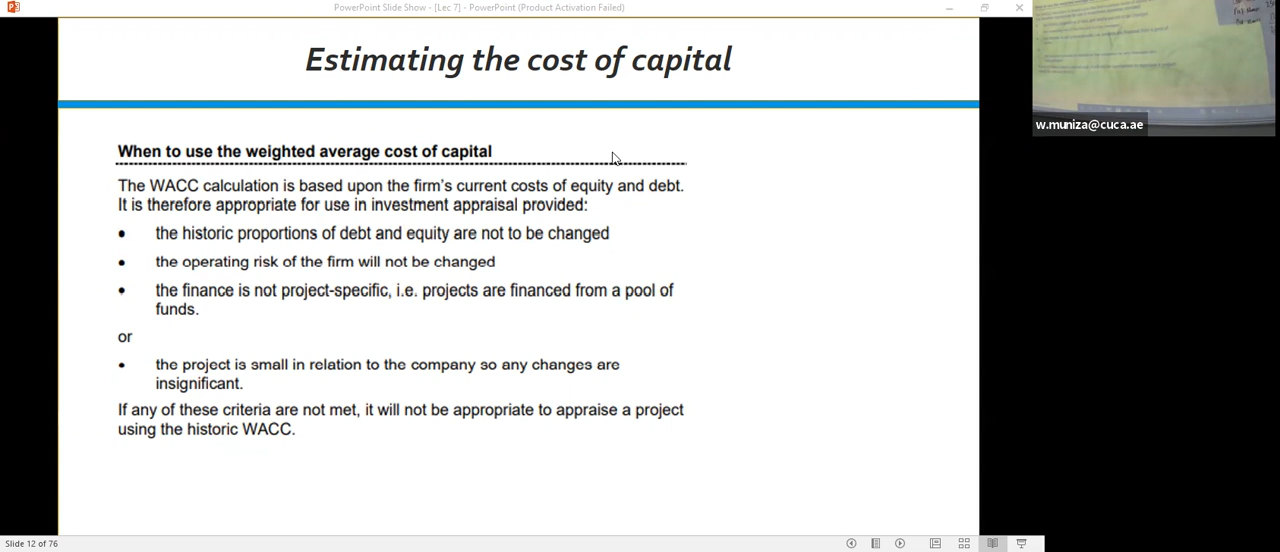 PowerPoint Slide Show - [Lec 7] - PowerPoint (Product Activation Failed)
Estimating the cost of capital
w.muniza@cuca.ae
When to use the weighted average cost of capital
The WACC calculation is based upon the firm's current costs of equity and debt.
It is therefore appropriate for use in investment appraisal provided:
• the historic proportions of debt and equity are not to be changed
• the operating risk of the firm will not be changed
• the finance is not project-specific, i.e. projects are financed from a pool of
funds.
or
• the project is small in relation to the company so any changes are
insignificant.
If any of these criteria are not met, it will not be appropriate to appraise a project
using the historic WACC.
Slide 12 of 76